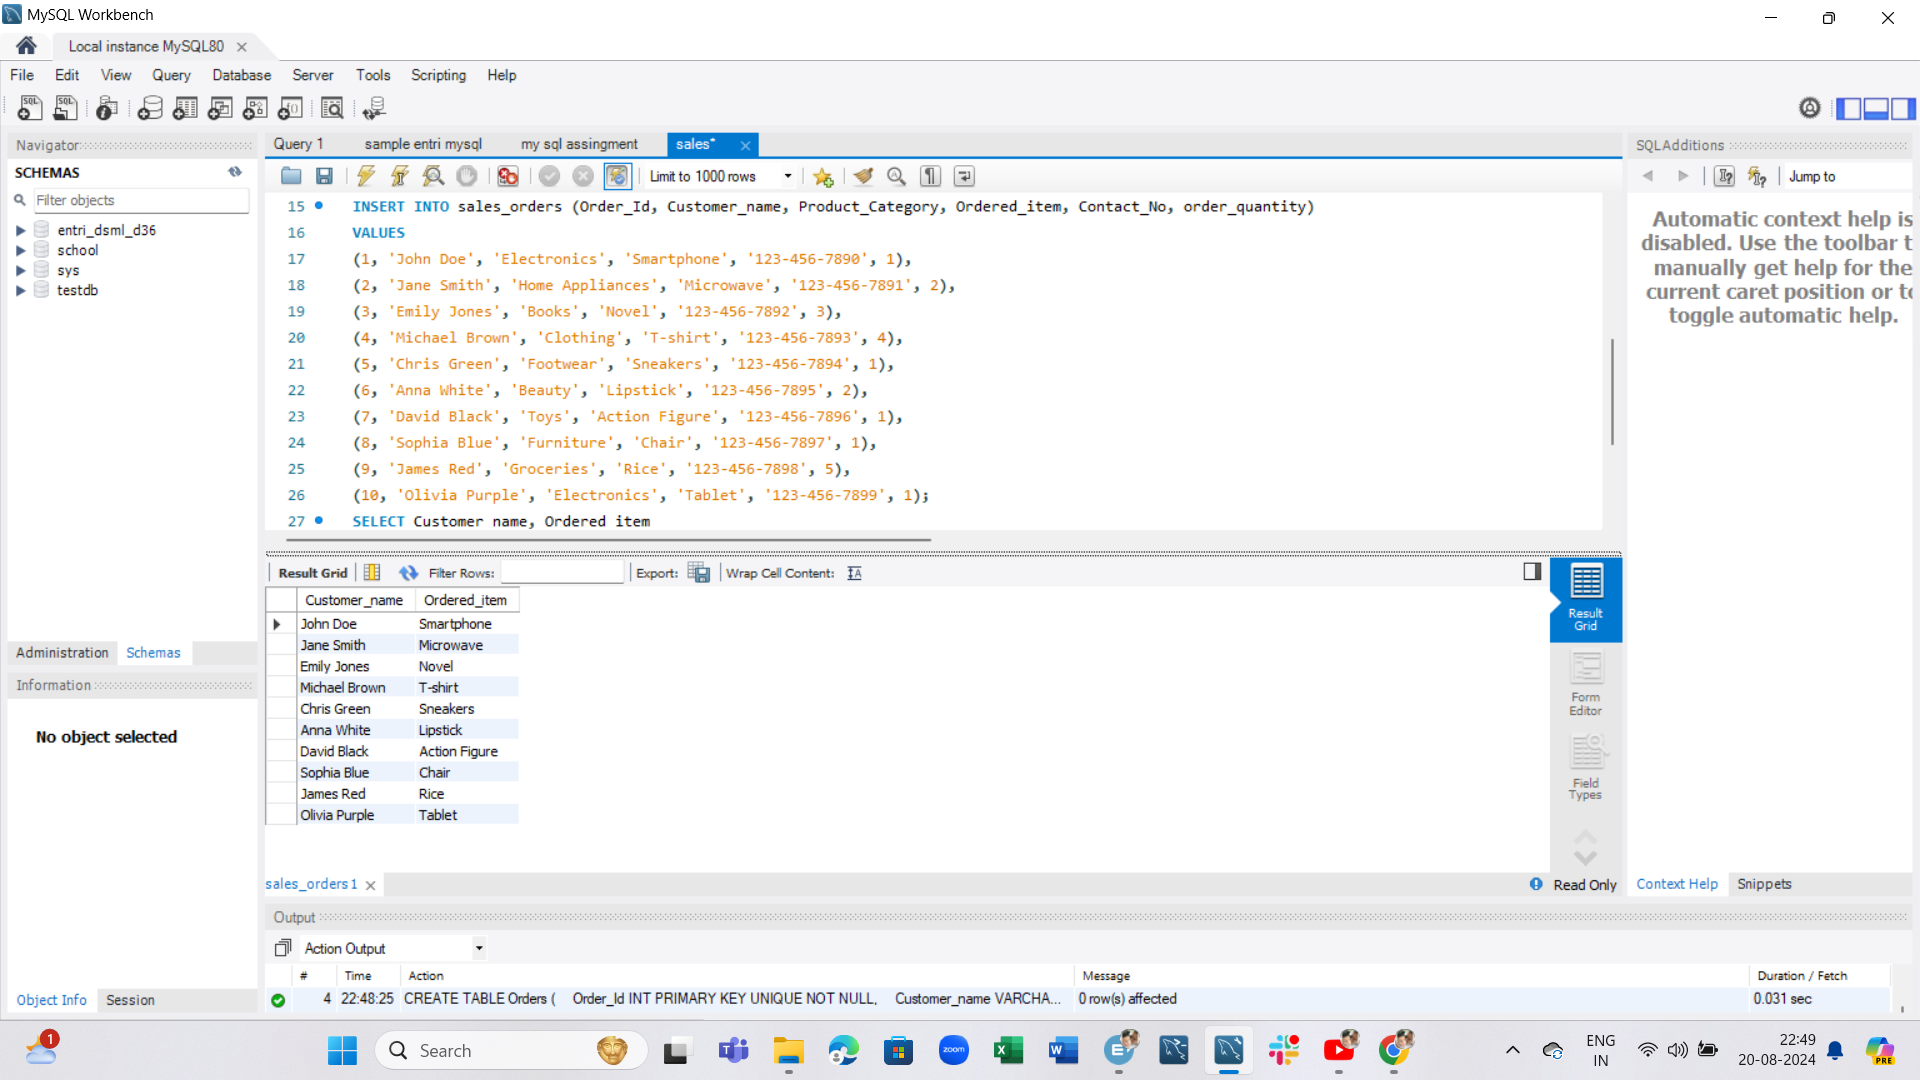 MySQL Workbench
Local instance MySQL80
File Edit View Query Database Server Tools Scripting Help
Navigator
SCHEMAS
Filter objects
entri_dsml_d36
school
sys
testdb
Administration Schemas
Information
No object selected
Object Info Session
Query 1 sample entri mysql my sql assingment sales*
Limit to 1000 rows
15 INSERT INTO sales_orders (Order_Id, Customer_name, Product_Category, Ordered_item, Contact_No, order_quantity)
16 VALUES
17 (1, 'John Doe', 'Electronics', 'Smartphone', '123-456-7890', 1),
18 (2, 'Jane Smith', 'Home Appliances', 'Microwave', '123-456-7891', 2),
19 (3, 'Emily Jones', 'Books', 'Novel', '123-456-7892', 3),
20 (4, 'Michael Brown', 'Clothing', 'T-shirt', '123-456-7893', 4),
21 (5, 'Chris Green', 'Footwear', 'Sneakers', '123-456-7894', 1),
22 (6, 'Anna White', 'Beauty', 'Lipstick', '123-456-7895', 2),
23 (7, 'David Black', 'Toys', 'Action Figure', '123-456-7896', 1),
24 (8, 'Sophia Blue', 'Furniture', 'Chair', '123-456-7897', 1),
25 (9, 'James Red', 'Groceries', 'Rice', '123-456-7898', 5),
26 (10, 'Olivia Purple', 'Electronics', 'Tablet', '123-456-7899', 1);
27 SELECT Customer name, Ordered item
Result Grid Filter Rows: Export: Wrap Cell Content:
Customer_name Ordered_item
John Doe Smartphone
Jane Smith Microwave
Emily Jones Novel
Michael Brown T-shirt
Chris Green Sneakers
Anna White Lipstick
David Black Action Figure
Sophia Blue Chair
James Red Rice
Olivia Purple Tablet
Result
Grid
Form
Editor
Field
Types
sales_orders 1
Read Only
SQLAdditions
Jump to
Automatic context help is
disabled. Use the toolbar t
manually get help for the
current caret position or to
toggle automatic help.
Context Help Snippets
Output
Action Output
# Time Action Message Duration / Fetch
4 22:48:25 CREATE TABLE Orders ( Order_Id INT PRIMARY KEY UNIQUE NOT NULL, Customer_name VARCHA... 0 row(s) affected 0.031 sec
1
Search
zoom
ENG
IN
22:49
20-08-2024
PRE